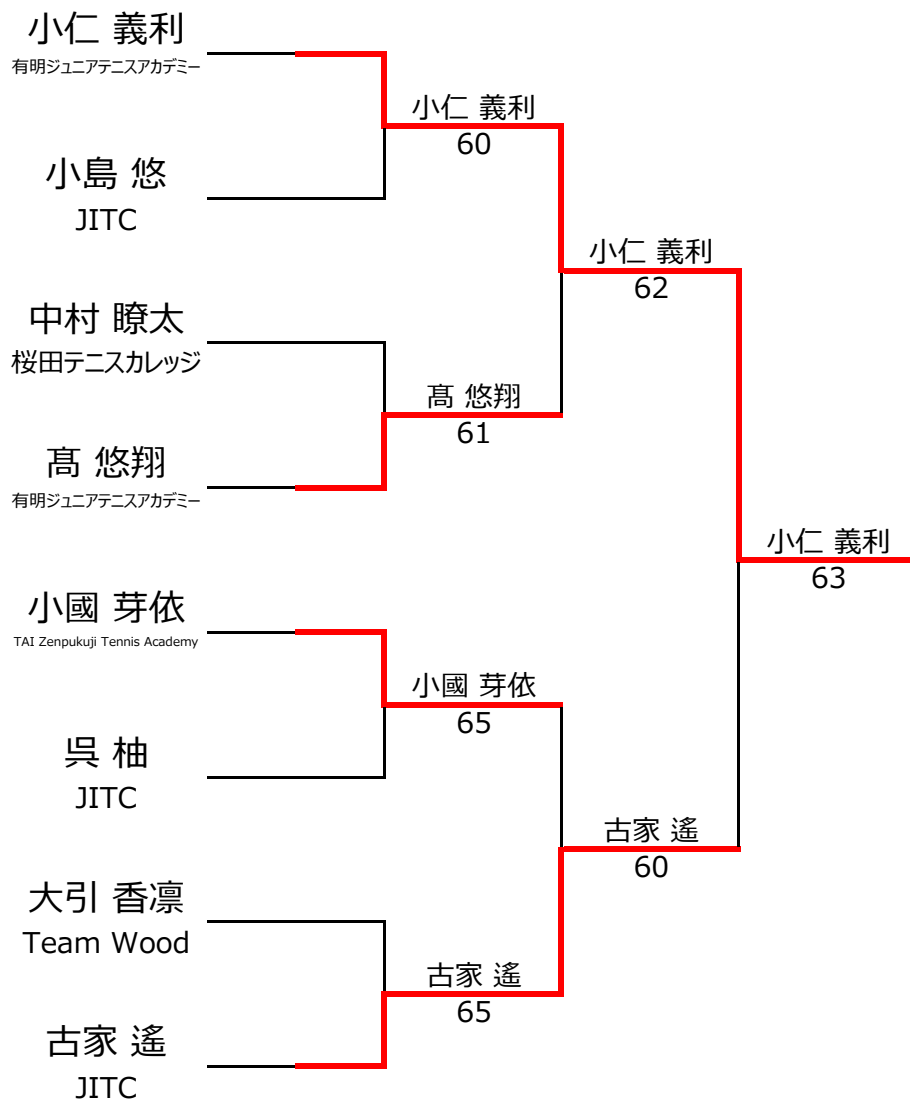 小仁 義利
有明ジュニアテニスアカデミー
小島 悠
JITC
中村 瞭太
桜田テニスカレッジ
髙 悠翔
有明ジュニアテニスアカデミー
小國 芽依
TAI Zenpukuji Tennis Academy
呉 柚
JITC
大引 香凛
Team Wood
古家 遙
JITC
小仁 義利
60
髙 悠翔
61
小國 芽依
65
古家 遙
65
小仁 義利
62
古家 遙
60
小仁 義利
63